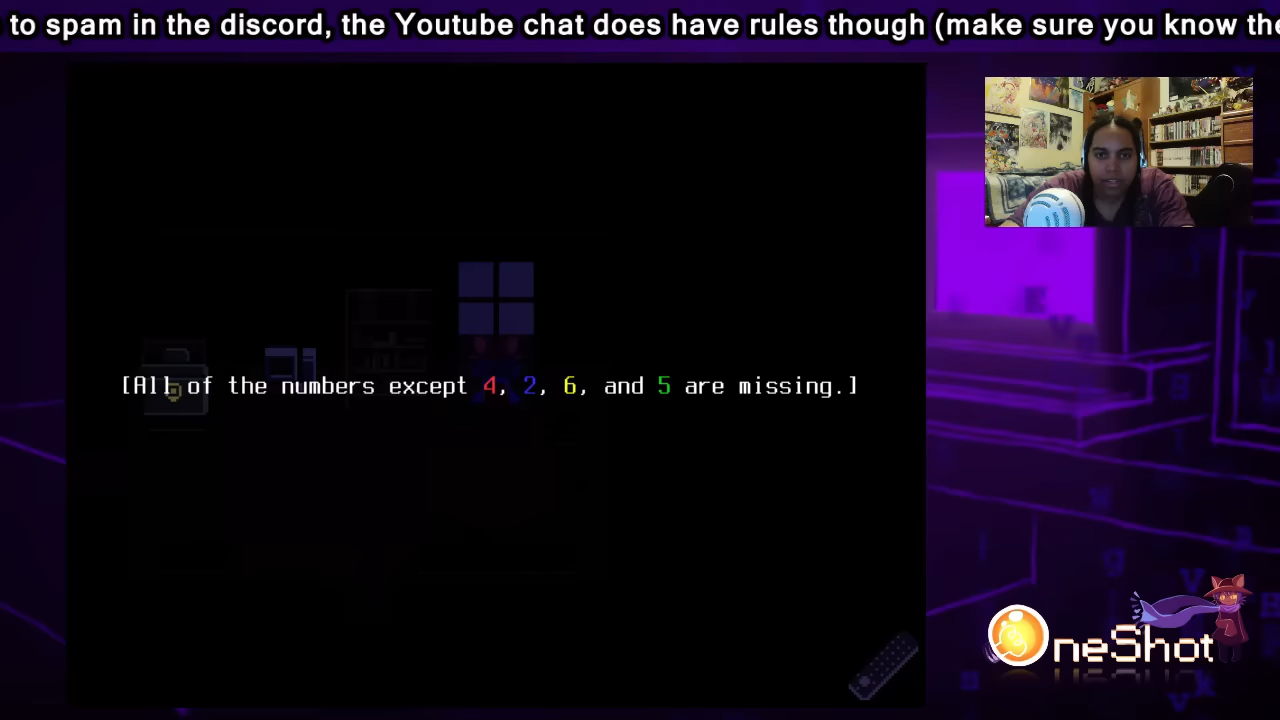 to spam in the discord, the Youtube chat does have rules though (make sure you know the
[All of the numbers except 4, 2, 6, and 5 are missing.]
OneShot